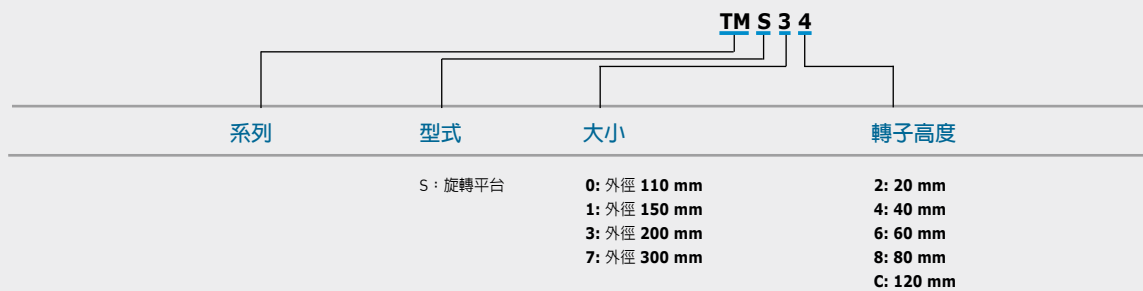 TM S 3 4
系列 型式 大小 轉子高度
S：旋轉平台 0: 外徑 110 mm 2: 20 mm
1: 外徑 150 mm 4: 40 mm
3: 外徑 200 mm 6: 60 mm
7: 外徑 300 mm 8: 80 mm
C: 120 mm